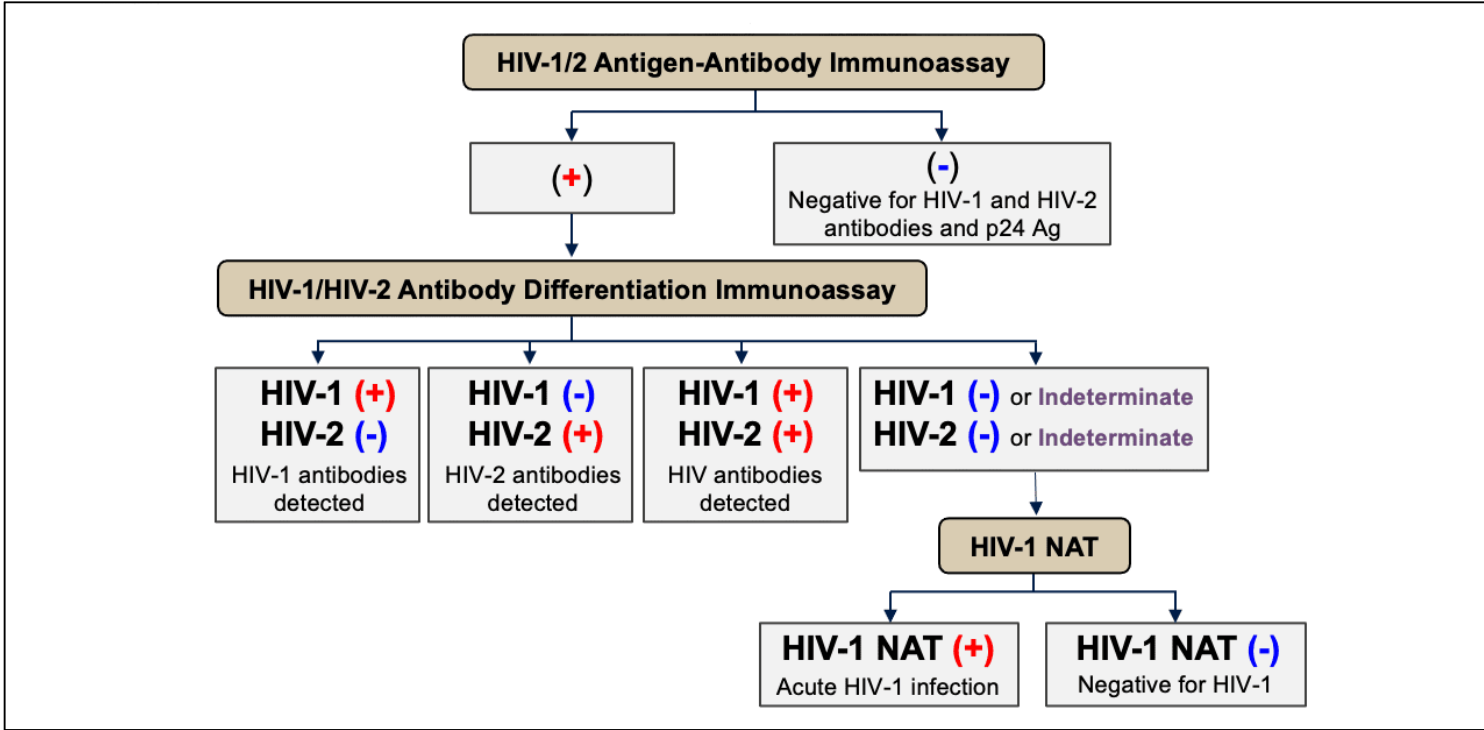 HIV-1/2 Antigen-Antibody Immunoassay
(+)
(-)
Negative for HIV-1 and HIV-2
antibodies and p24 Ag
HIV-1/HIV-2 Antibody Differentiation Immunoassay
HIV-1 (+)
HIV-2 (-)
HIV-1 antibodies
detected
HIV-1 (-)
HIV-2 (+)
HIV-2 antibodies
detected
HIV-1 (+)
HIV-2 (+)
HIV antibodies
detected
HIV-1 (-) or Indeterminate
HIV-2 (-) or Indeterminate
HIV-1 NAT
HIV-1 NAT (+)
Acute HIV-1 infection
HIV-1 NAT (-)
Negative for HIV-1